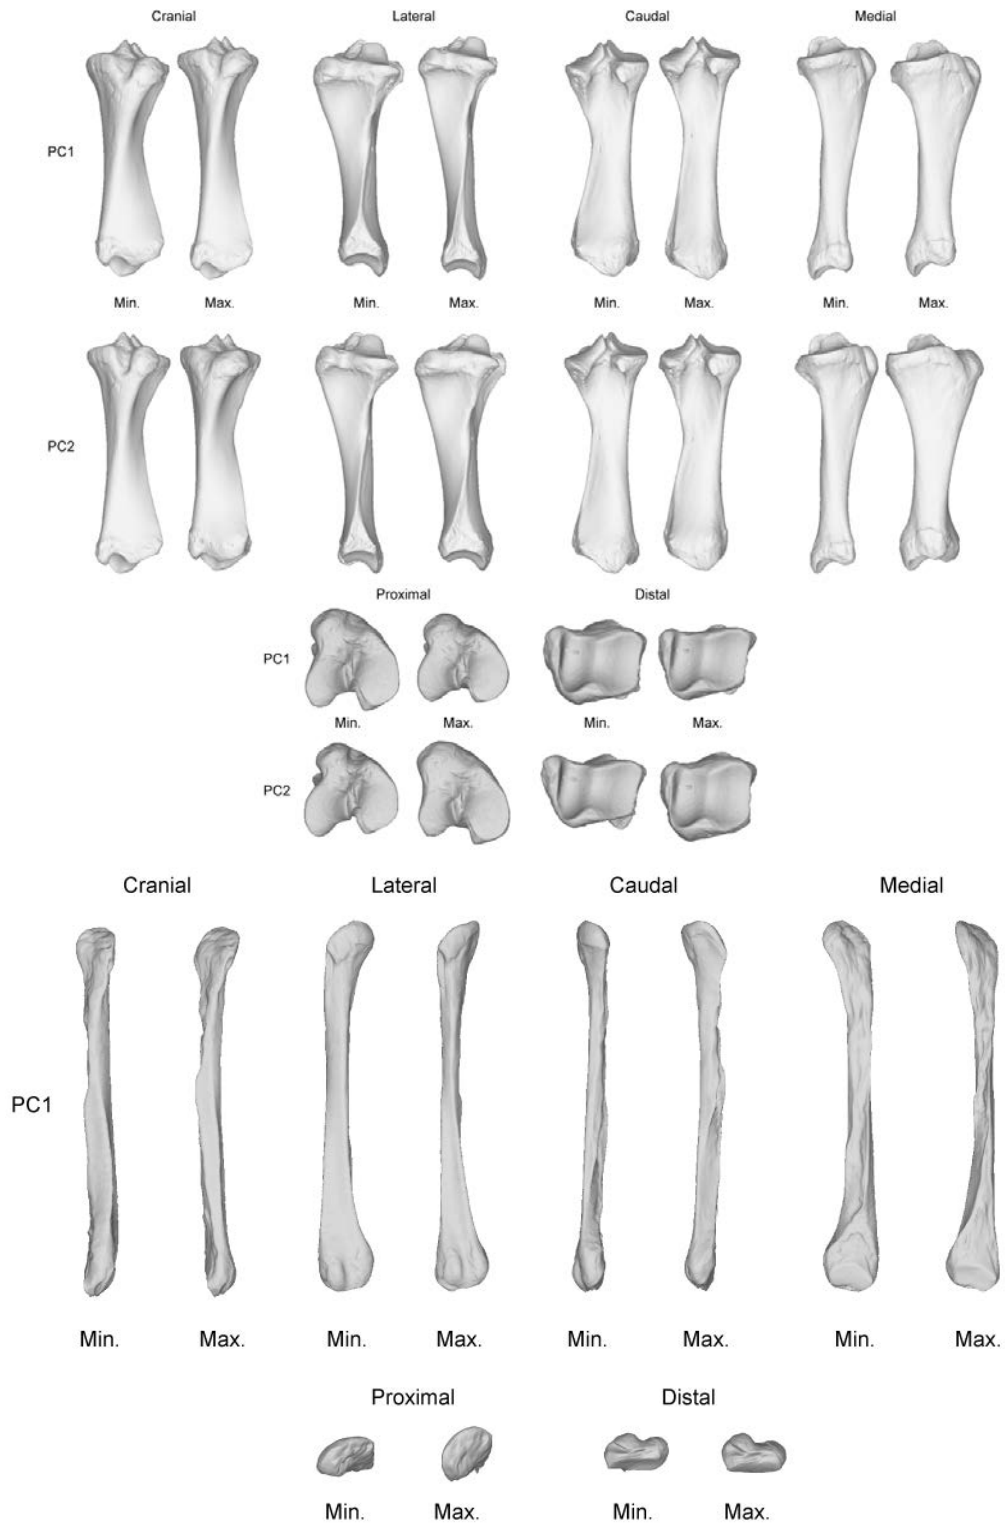 Cranial Lateral Caudal Medial
PC1
Min. Max. Min. Max. Min. Max. Min. Max.
PC2
Proximal Distal
PC1
Min. Max. Min. Max.
PC2
Cranial Lateral Caudal Medial
PC1
Min. Max. Min. Max. Min. Max. Min. Max.
Proximal Distal
Min. Max. Min. Max.